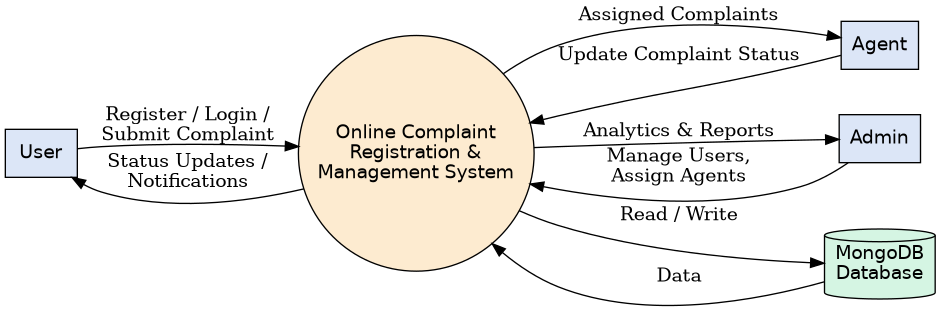 Assigned Complaints
Agent
Update Complaint Status
Register / Login /
Submit Complaint
User
Status Updates /
Notifications
Online Complaint
Registration &
Management System
Analytics & Reports
Admin
Manage Users,
Assign Agents
Read / Write
MongoDB
Database
Data